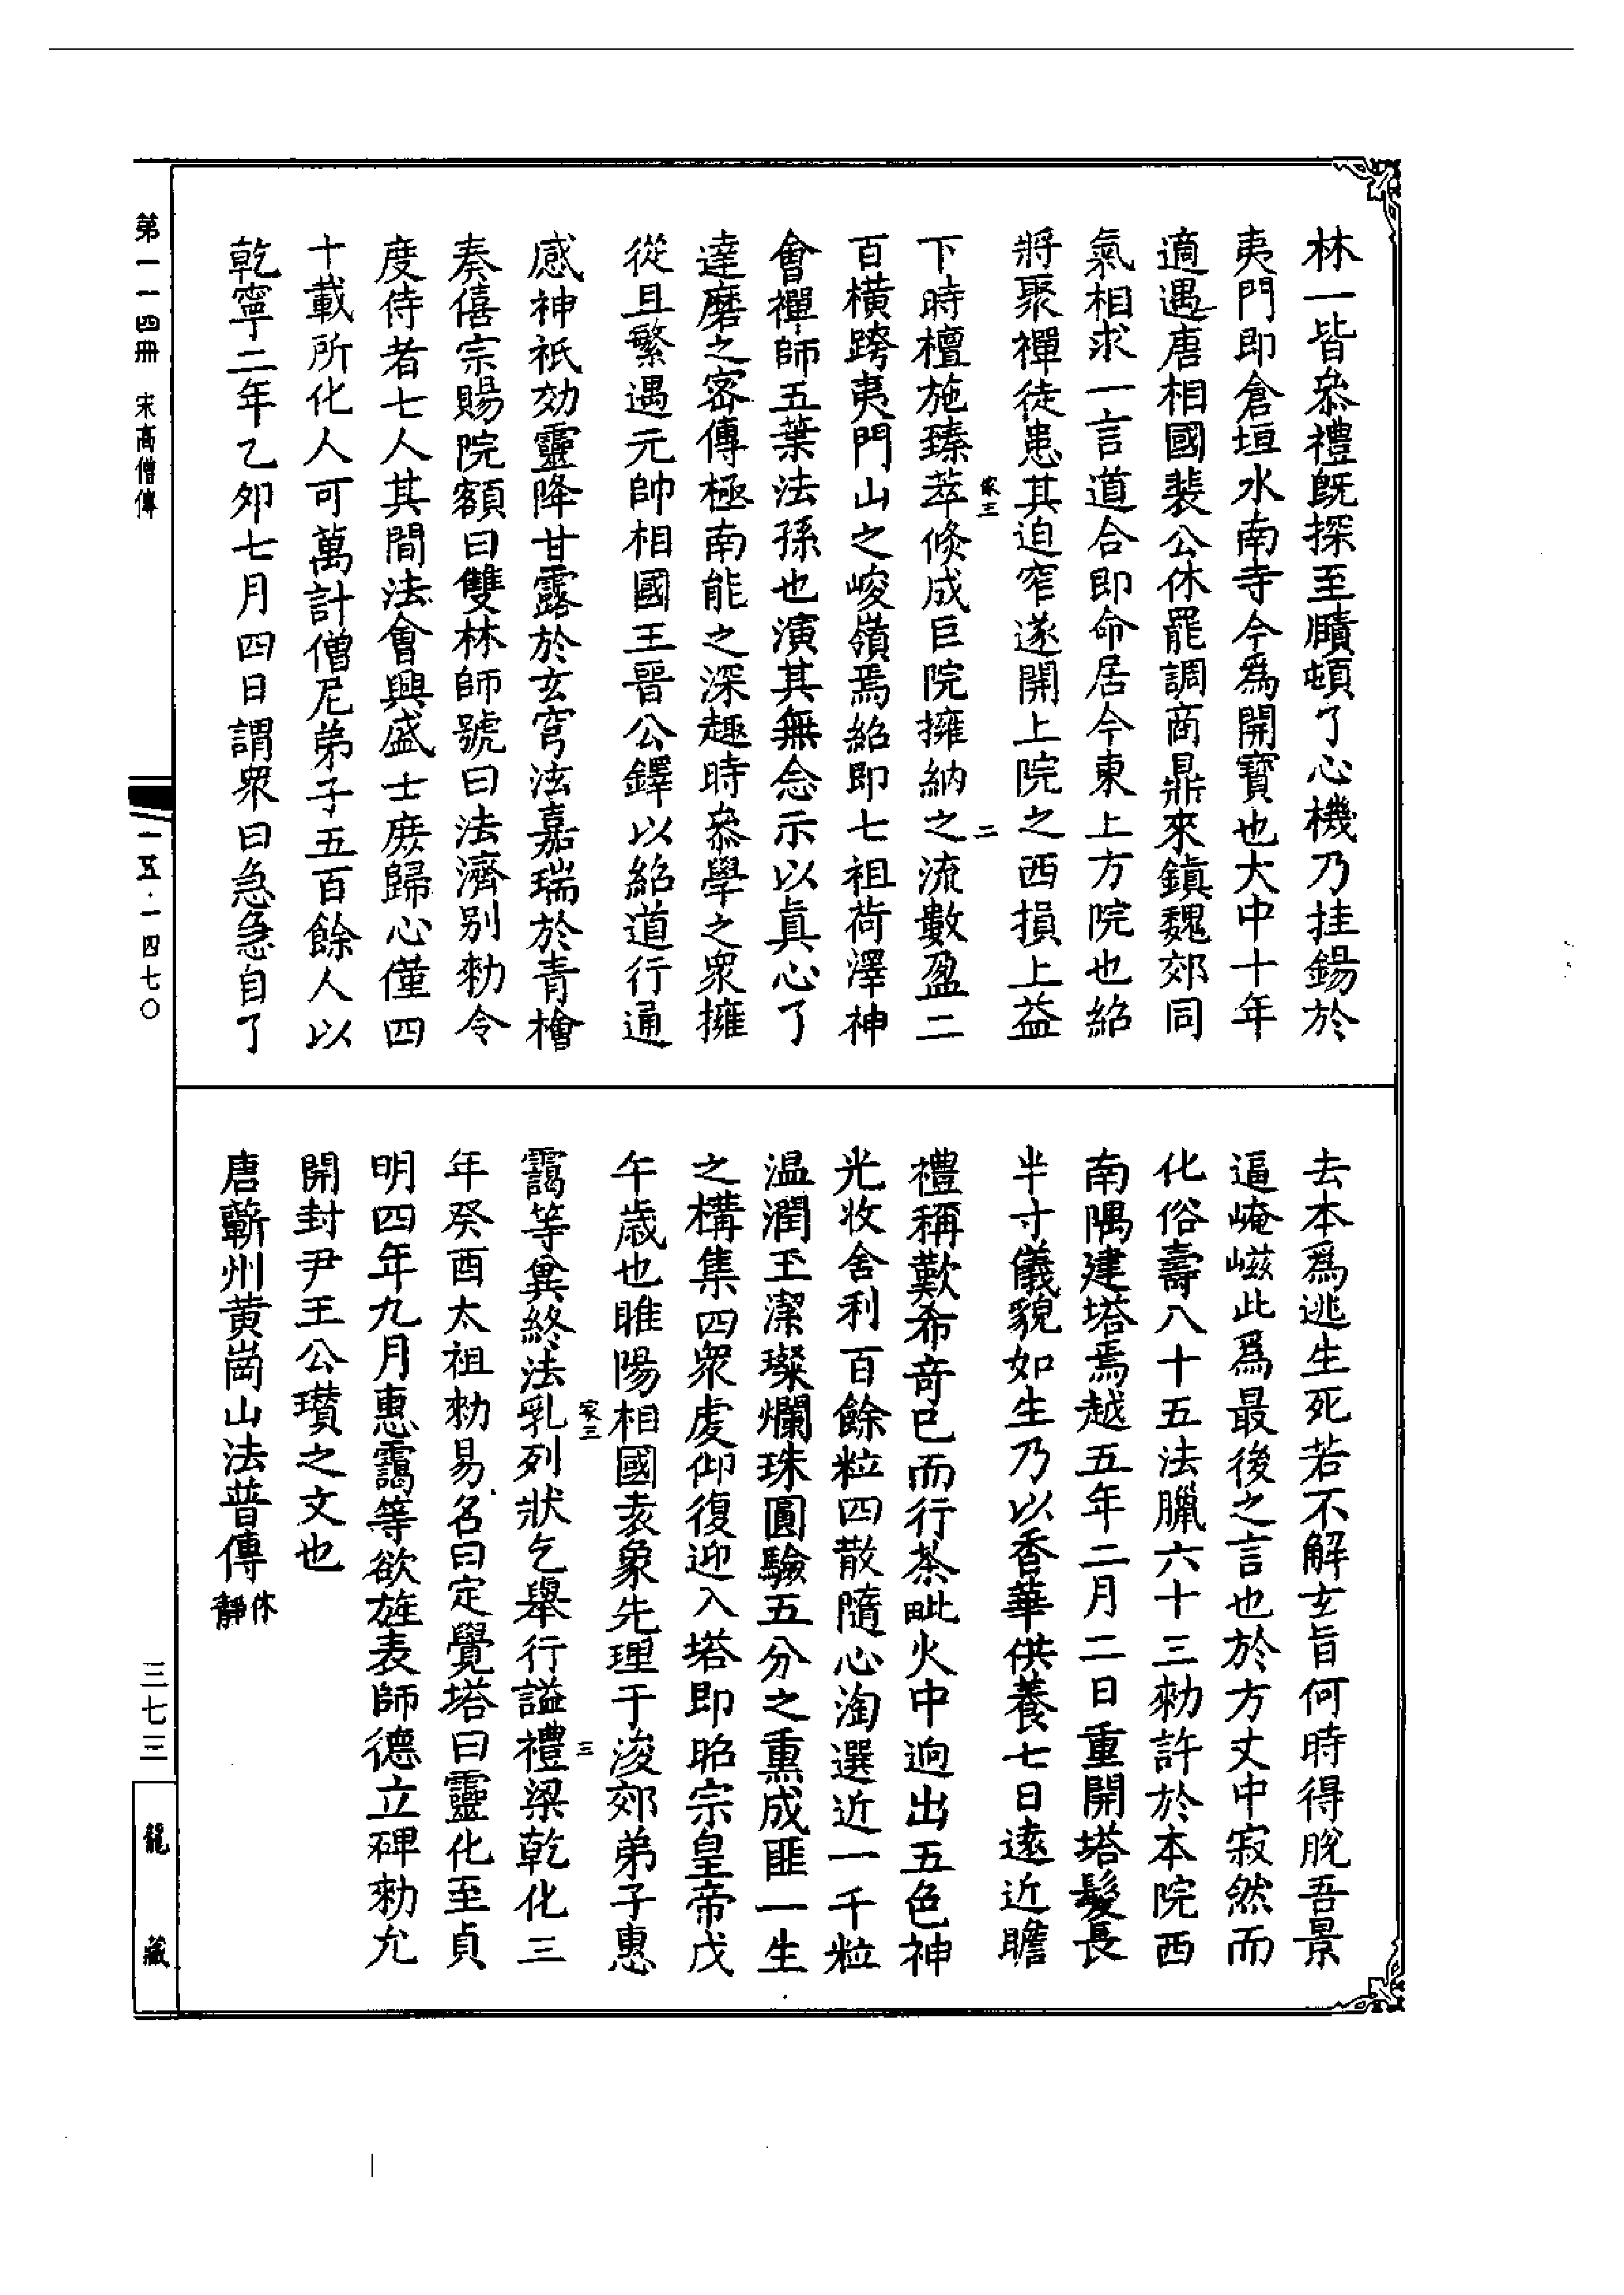 林一皆叅禮既探至賾頓了心機乃挂錫於
夷門即倉垣水南寺今爲開寶也大中十年
適遇唐相國裴公休罷調商鼎來鎮魏郊同
氣相求一言道合即命居今東上方院也紹
將聚禪徒患其迫窄遂開上院之西損上益
家三
二
下時檀施臻萃倐成巨院擁納之流數盈二
百橫跨夷門山之峻嶺焉紹即七祖荷澤神
會禪師五葉法孫也演其無念示以眞心了
達磨之密傳極南能之深趣時叅學之衆擁
從且繁遇元帥相國王晉公鐸以紹道行通
感神祇効靈降甘露於玄穹法嘉瑞於青檜
奏僖宗賜院額曰雙林師號曰法濟别勑令
度侍者七人其間法會興盛士庶歸心僅四
十載所化人可萬計僧尼弟子五百餘人以
乾寧二年乙夘七月四日謂衆曰急急自了
去本爲逃生死若不解玄旨何時得脫吾景
逼崦嵫此爲最後之言也於方丈中寂然而
化俗壽八十五法臘六十三勑許於本院西
南隅建塔焉越五年二月二日重開塔髮長
半寸儀貌如生乃以香華供養七日遠近瞻
禮稱歎希奇已而行茶毗火中迥出五色神
光收舍利百餘粒四散隨心淘選近一千粒
温潤玉潔璨爛珠圓驗五分之熏成匪一生
之構集四衆虔仰復迎入塔即昭宗皇帝戊
午歳也睢陽相國袁象先理于浚郊弟子惠
家三
三
靄等異終法乳列狀乞舉行謚禮梁乾化三
年癸酉太祖勑易名曰定覺塔曰靈化至貞
明四年九月惠靄等欲旌表師德立碑勑允
開封尹王公瓚之文也
唐蘄州黄崗山法普傳 休靜
第一一四冊 宋高僧傳
一五·一四七〇
三七三
龍藏